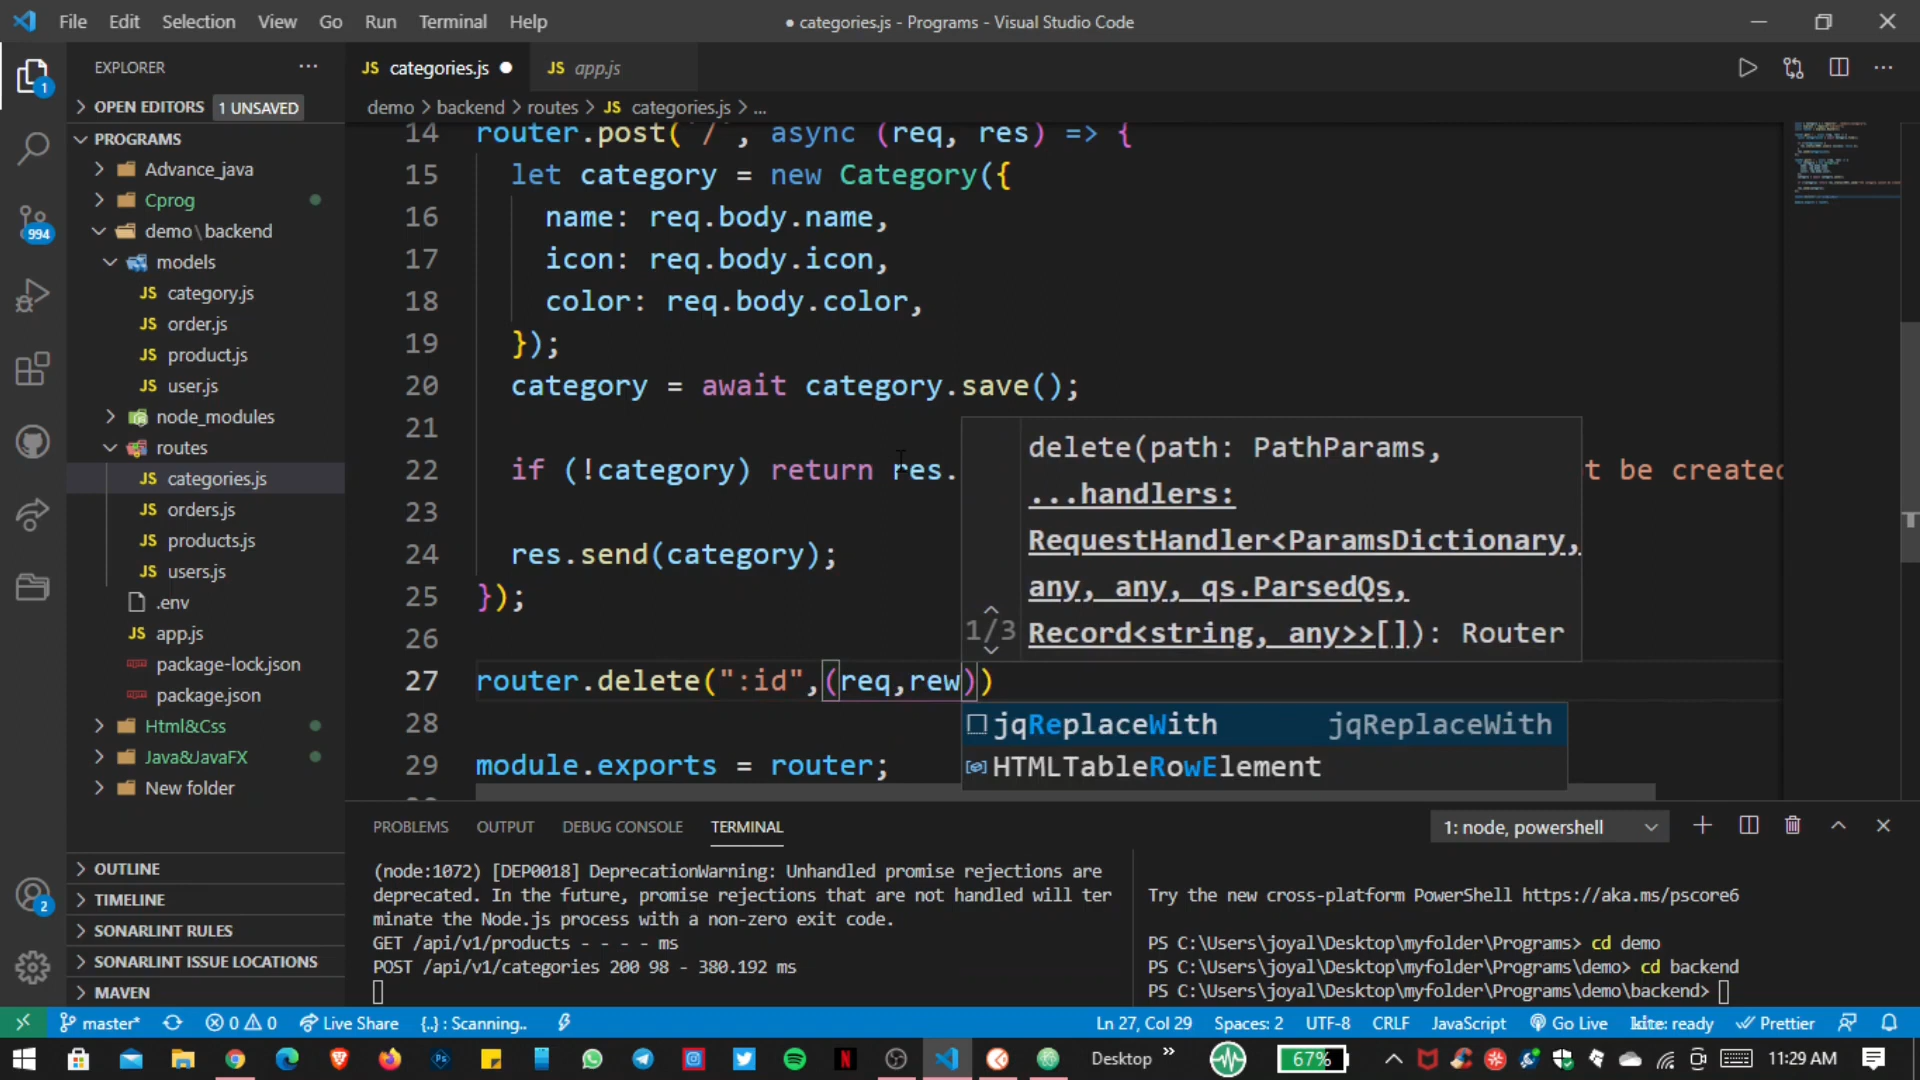 File Edit Selection View Go Run Terminal Help
● categories.js - Programs - Visual Studio Code
EXPLORER
OPEN EDITORS 1 UNSAVED
PROGRAMS
Advance_java
Cprog
demo\backend
models
JS category.js
JS order.js
JS product.js
JS user.js
node_modules
routes
JS categories.js
JS orders.js
JS products.js
JS users.js
.env
JS app.js
package-lock.json
package.json
Html&Css
Java&JavaFX
New folder
OUTLINE
TIMELINE
SONARLINT RULES
SONARLINT ISSUE LOCATIONS
MAVEN
1
994
2
JS categories.js ● JS app.js
demo > backend > routes > JS categories.js > ...
14 router.post("/", async (req, res) => {
15 let category = new Category({
16 name: req.body.name,
17 icon: req.body.icon,
18 color: req.body.color,
19 });
20 category = await category.save();
21
22 if (!category) return res. t be created
23
24 res.send(category);
25 });
26
27 router.delete(":id",(req,rew))
28
29 module.exports = router;
delete(path: PathParams,
...handlers:
RequestHandler<ParamsDictionary,
any, any, qs.ParsedQs,
1/3 Record<string, any>>[]): Router
jqReplaceWith jqReplaceWith
HTMLTableRowElement
PROBLEMS OUTPUT DEBUG CONSOLE TERMINAL
1: node, powershell
(node:1072) [DEP0018] DeprecationWarning: Unhandled promise rejections are
deprecated. In the future, promise rejections that are not handled will ter
minate the Node.js process with a non-zero exit code.
GET /api/v1/products - - - - ms
POST /api/v1/categories 200 98 - 380.192 ms
Try the new cross-platform PowerShell https://aka.ms/pscore6
PS C:\Users\joyal\Desktop\myfolder\Programs> cd demo
PS C:\Users\joyal\Desktop\myfolder\Programs\demo> cd backend
PS C:\Users\joyal\Desktop\myfolder\Programs\demo\backend>
master* 0 0 Live Share {..} : Scanning.. Ln 27, Col 29 Spaces: 2 UTF-8 CRLF JavaScript Go Live kite: ready Prettier
Desktop » 67% 11:29 AM